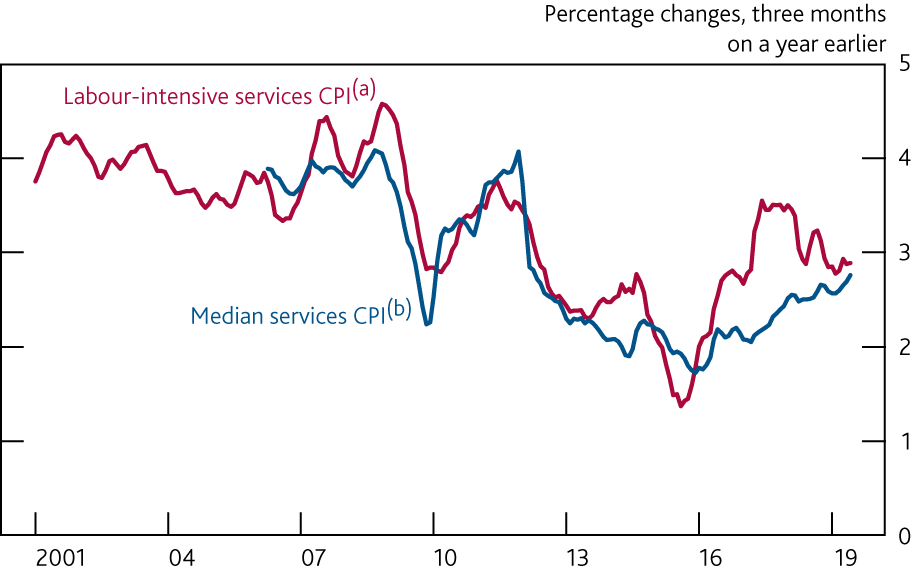 Percentage changes, three months
on a year earlier
Labour-intensive services CPI(a)
Median services CPI(b)
5
4
3
2
1
0
2001 04 07 10 13 16 19